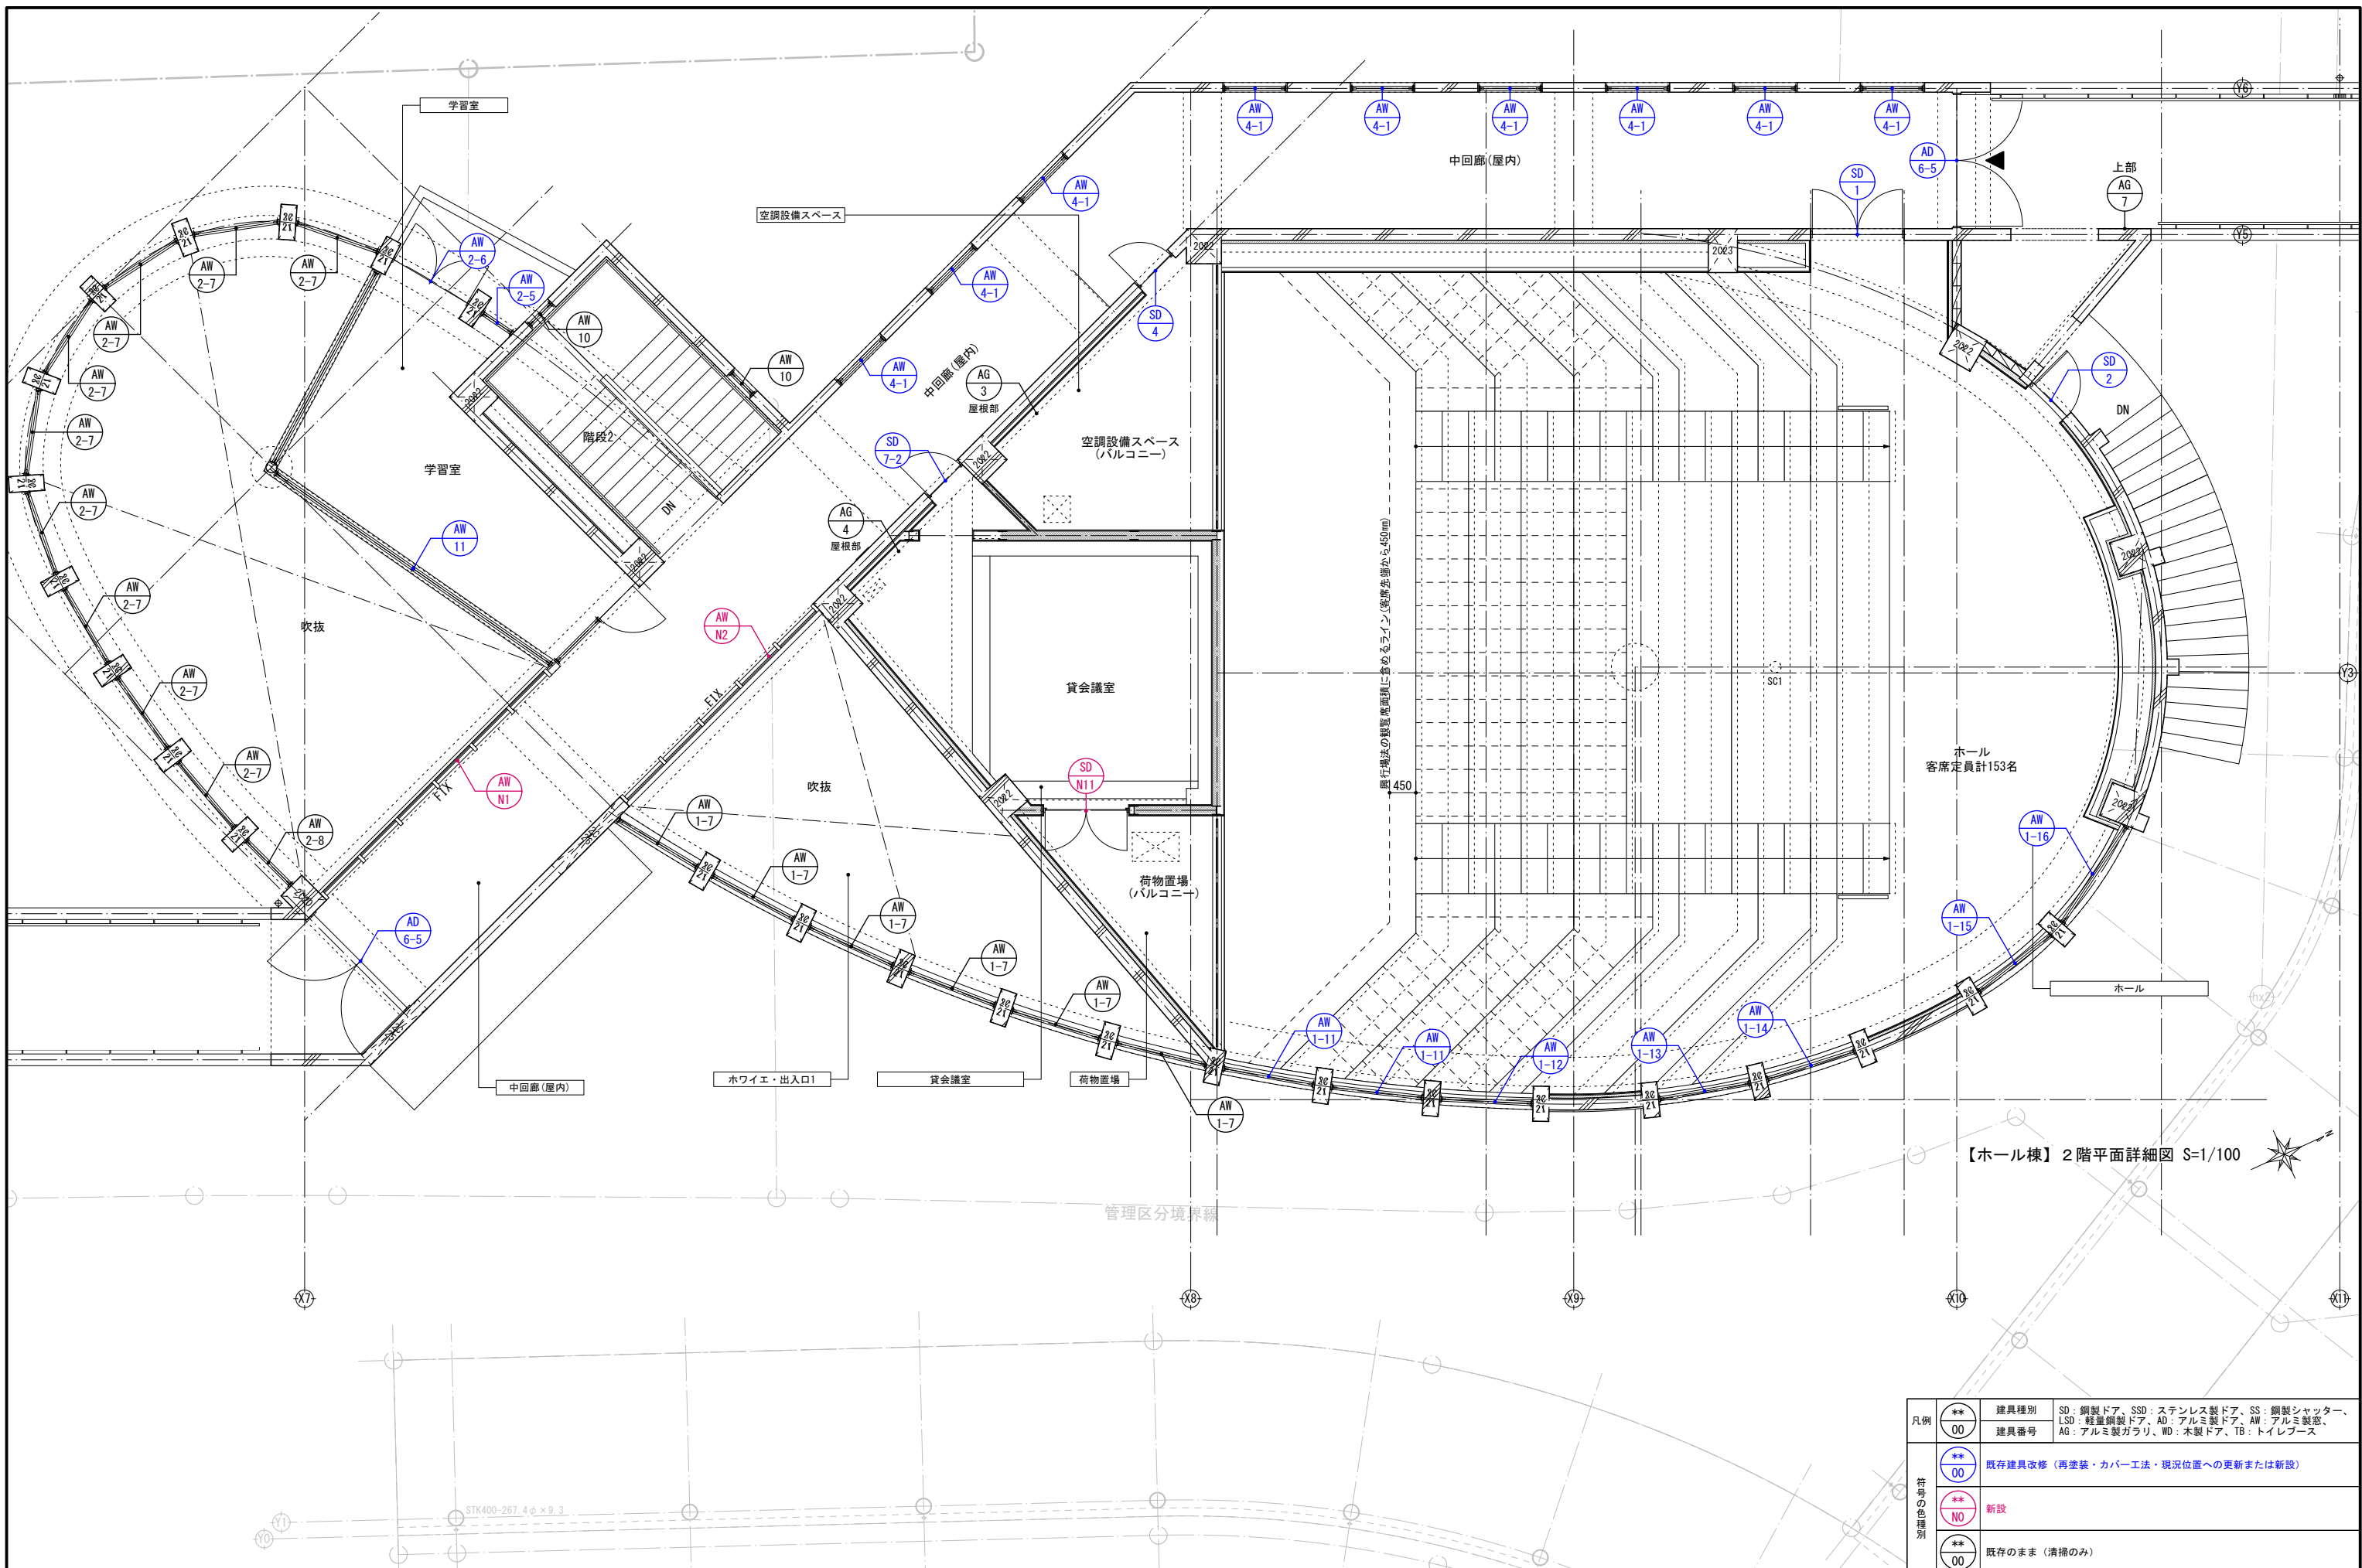 学習室
空調設備スペース
AW
4-1
AW
4-1
AW
4-1
AW
4-1
AW
4-1
AW
4-1
中回廊(屋内)
AD
6-5
SD
1
上部
AG
7
Y6
Y5
AW
4-1
AW
4-1
AW
4-1
中回廊(屋内)
AW
2-6
AW
2-5
AW
10
AW
10
AW
2-7
AW
2-7
AW
2-7
AW
2-7
AW
2-7
AW
2-7
AW
2-7
AW
2-7
AW
2-7
AW
2-8
学習室
階段2
DN
AW
11
吹抜
SD
4
AG
3
屋根部
SD
7-2
AG
4
屋根部
空調設備スペース
(バルコニー)
2023
SD
2
DN
AW
N2
FIX
AW
N1
FIX
吹抜
貸会議室
SD
N11
荷物置場
(バルコニー)
興行場法の観覧席面積に含めるライン(客席先端から450mm)
450
SC1
Y3
ホール
客席定員計153名
AW
1-7
AW
1-7
AW
1-7
AW
1-7
AW
1-7
AW
1-7
AD
6-5
AW
1-11
AW
1-11
AW
1-12
AW
1-13
AW
1-14
AW
1-15
AW
1-16
ホール
hx2
中回廊(屋内)
ホワイエ・出入口1
貸会議室
荷物置場
【ホール棟】２階平面詳細図 S=1/100
N
管理区分境界線
X7
X8
X9
X10
X11
STK400-267.4φ×9.3
Y1
Y0
凡例
**
00
建具種別
建具番号
SD：鋼製ドア、SSD：ステンレス製ドア、SS：鋼製シャッター、
LSD：軽量鋼製ドア、AD：アルミ製ドア、AW：アルミ製窓、
AG：アルミ製ガラリ、WD：木製ドア、TB：トイレブース
符号の色種別
**
00
既存建具改修（再塗装・カバー工法・現況位置への更新または新設）
**
NO
新設
**
00
既存のまま（清掃のみ）